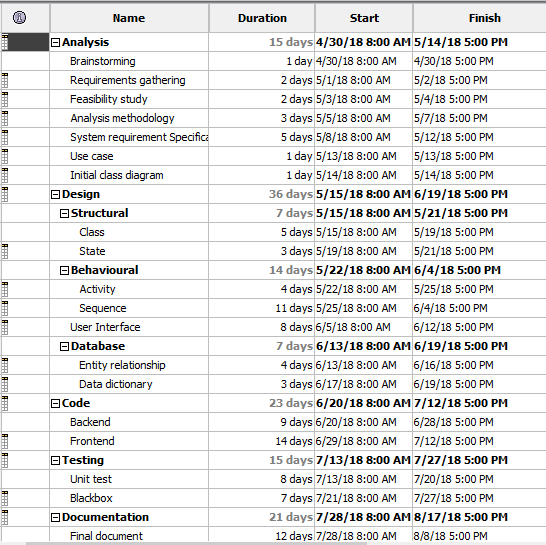 Name Duration Start Finish
Analysis 15 days 4/30/18 8:00 AM 5/14/18 5:00 PM
Brainstorming 1 day 4/30/18 8:00 AM 4/30/18 5:00 PM
Requirements gathering 2 days 5/1/18 8:00 AM 5/2/18 5:00 PM
Feasibility study 2 days 5/3/18 8:00 AM 5/4/18 5:00 PM
Analysis methodology 3 days 5/5/18 8:00 AM 5/7/18 5:00 PM
System requirement Specifica 5 days 5/8/18 8:00 AM 5/12/18 5:00 PM
Use case 1 day 5/13/18 8:00 AM 5/13/18 5:00 PM
Initial class diagram 1 day 5/14/18 8:00 AM 5/14/18 5:00 PM
Design 36 days 5/15/18 8:00 AM 6/19/18 5:00 PM
Structural 7 days 5/15/18 8:00 AM 5/21/18 5:00 PM
Class 5 days 5/15/18 8:00 AM 5/19/18 5:00 PM
State 3 days 5/19/18 8:00 AM 5/21/18 5:00 PM
Behavioural 14 days 5/22/18 8:00 AM 6/4/18 5:00 PM
Activity 4 days 5/22/18 8:00 AM 5/25/18 5:00 PM
Sequence 11 days 5/25/18 8:00 AM 6/4/18 5:00 PM
User Interface 8 days 6/5/18 8:00 AM 6/12/18 5:00 PM
Database 7 days 6/13/18 8:00 AM 6/19/18 5:00 PM
Entity relationship 4 days 6/13/18 8:00 AM 6/16/18 5:00 PM
Data dictionary 3 days 6/17/18 8:00 AM 6/19/18 5:00 PM
Code 23 days 6/20/18 8:00 AM 7/12/18 5:00 PM
Backend 9 days 6/20/18 8:00 AM 6/28/18 5:00 PM
Frontend 14 days 6/29/18 8:00 AM 7/12/18 5:00 PM
Testing 15 days 7/13/18 8:00 AM 7/27/18 5:00 PM
Unit test 8 days 7/13/18 8:00 AM 7/20/18 5:00 PM
Blackbox 7 days 7/21/18 8:00 AM 7/27/18 5:00 PM
Documentation 21 days 7/28/18 8:00 AM 8/17/18 5:00 PM
Final document 12 days 7/28/18 8:00 AM 8/8/18 5:00 PM